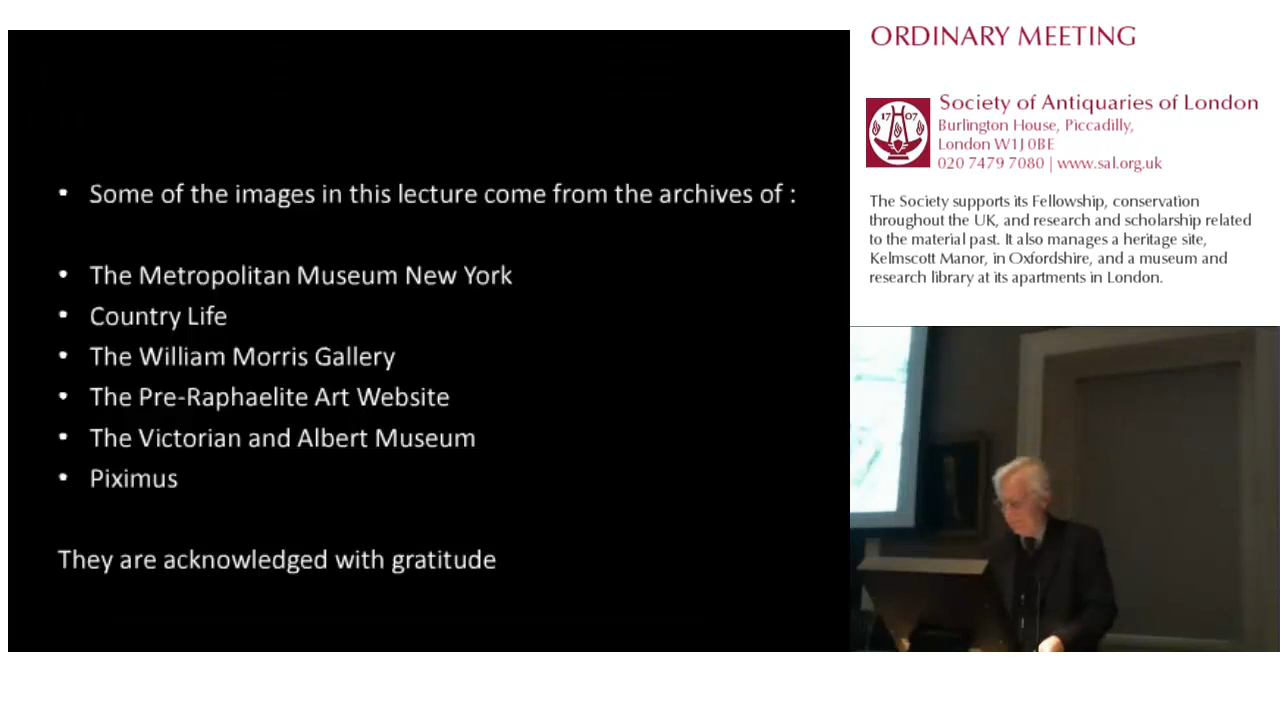 • Some of the images in this lecture come from the archives of :
• The Metropolitan Museum New York
• Country Life
• The William Morris Gallery
• The Pre-Raphaelite Art Website
• The Victorian and Albert Museum
• Piximus
They are acknowledged with gratitude
ORDINARY MEETING
17 07
Society of Antiquaries of London
Burlington House, Piccadilly,
London W1J 0BE
020 7479 7080 | www.sal.org.uk
The Society supports its Fellowship, conservation
throughout the UK, and research and scholarship related
to the material past. It also manages a heritage site,
Kelmscott Manor, in Oxfordshire, and a museum and
research library at its apartments in London.